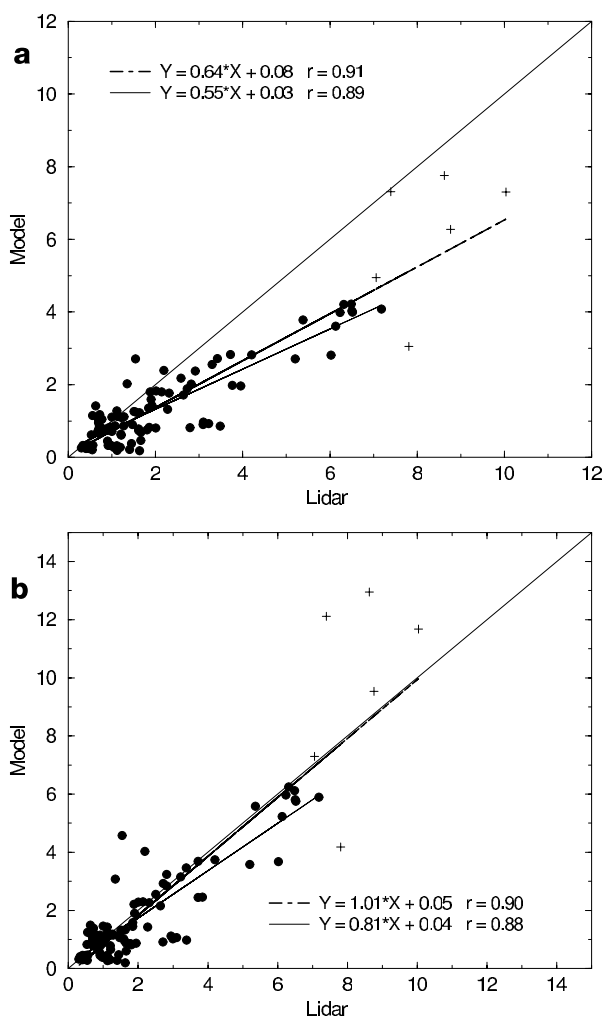 12
a
Y = 0.64*X + 0.08 r = 0.91
Y = 0.55*X + 0.03 r = 0.89
10
8
Model
6
4
2
0
0 2 4 6 8 10 12
Lidar
14
b
12
10
Model
8
6
4
Y = 1.01*X + 0.05 r = 0.90
Y = 0.81*X + 0.04 r = 0.88
2
0
0 2 4 6 8 10 12 14
Lidar